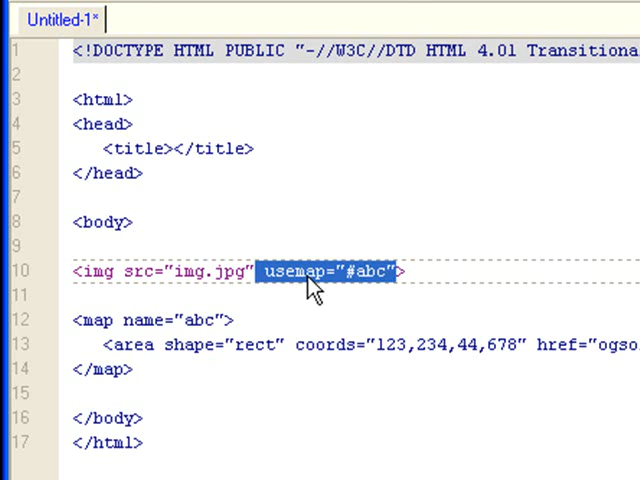 Untitled-1*
1 <!DOCTYPE HTML PUBLIC "-//W3C//DTD HTML 4.01 Transitiona
2
3 <html>
4 <head>
5 <title></title>
6 </head>
7
8 <body>
9
10 <img src="img.jpg" usemap="#abc">
11
12 <map name="abc">
13 <area shape="rect" coords="123,234,44,678" href="ogso
14 </map>
15
16 </body>
17 </html>